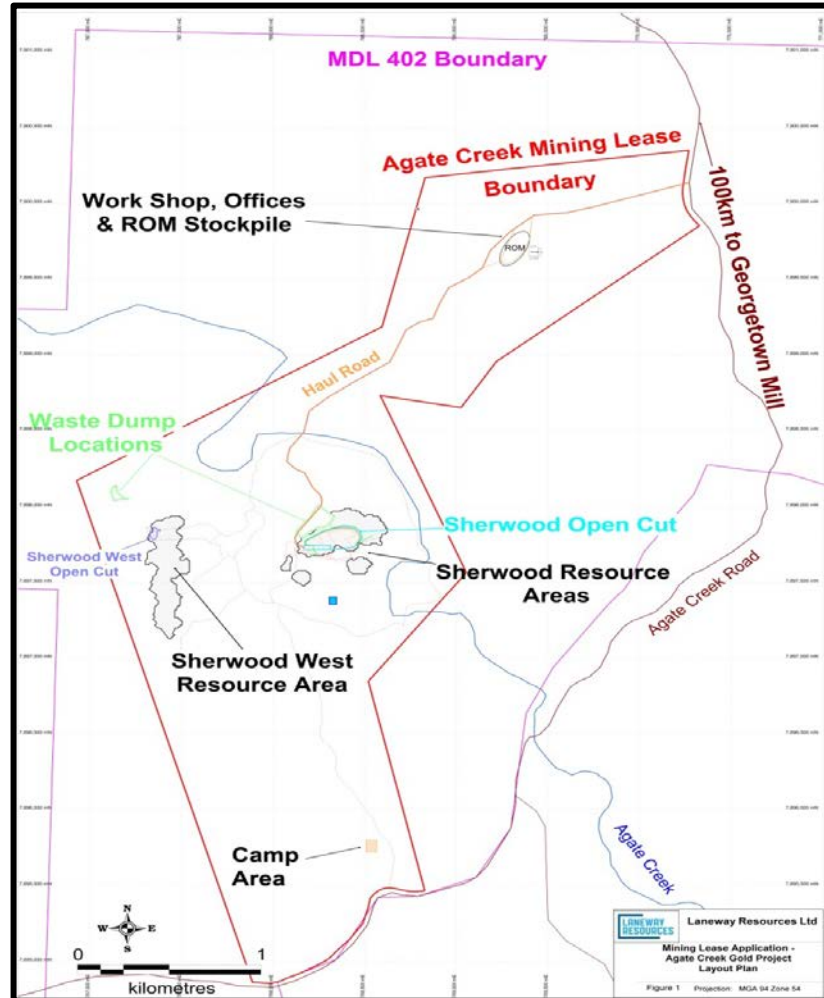 MDL 402 Boundary
Agate Creek Mining Lease
Boundary
Work Shop, Offices
& ROM Stockpile
ROM
100km to Georgetown Mill
Haul Road
Waste Dump
Locations
Sherwood Open Cut
Sherwood West
Open Cut
Sherwood Resource
Areas
Agate Creek Road
Sherwood West
Resource Area
Camp
Area
Agate Creek
N
W E
S
0 1
kilometres
LANEWAY
RESOURCES
Laneway Resources Ltd
Mining Lease Application -
Agate Creek Gold Project
Layout Plan
Figure 1 Projection: MGA 94 Zone 54